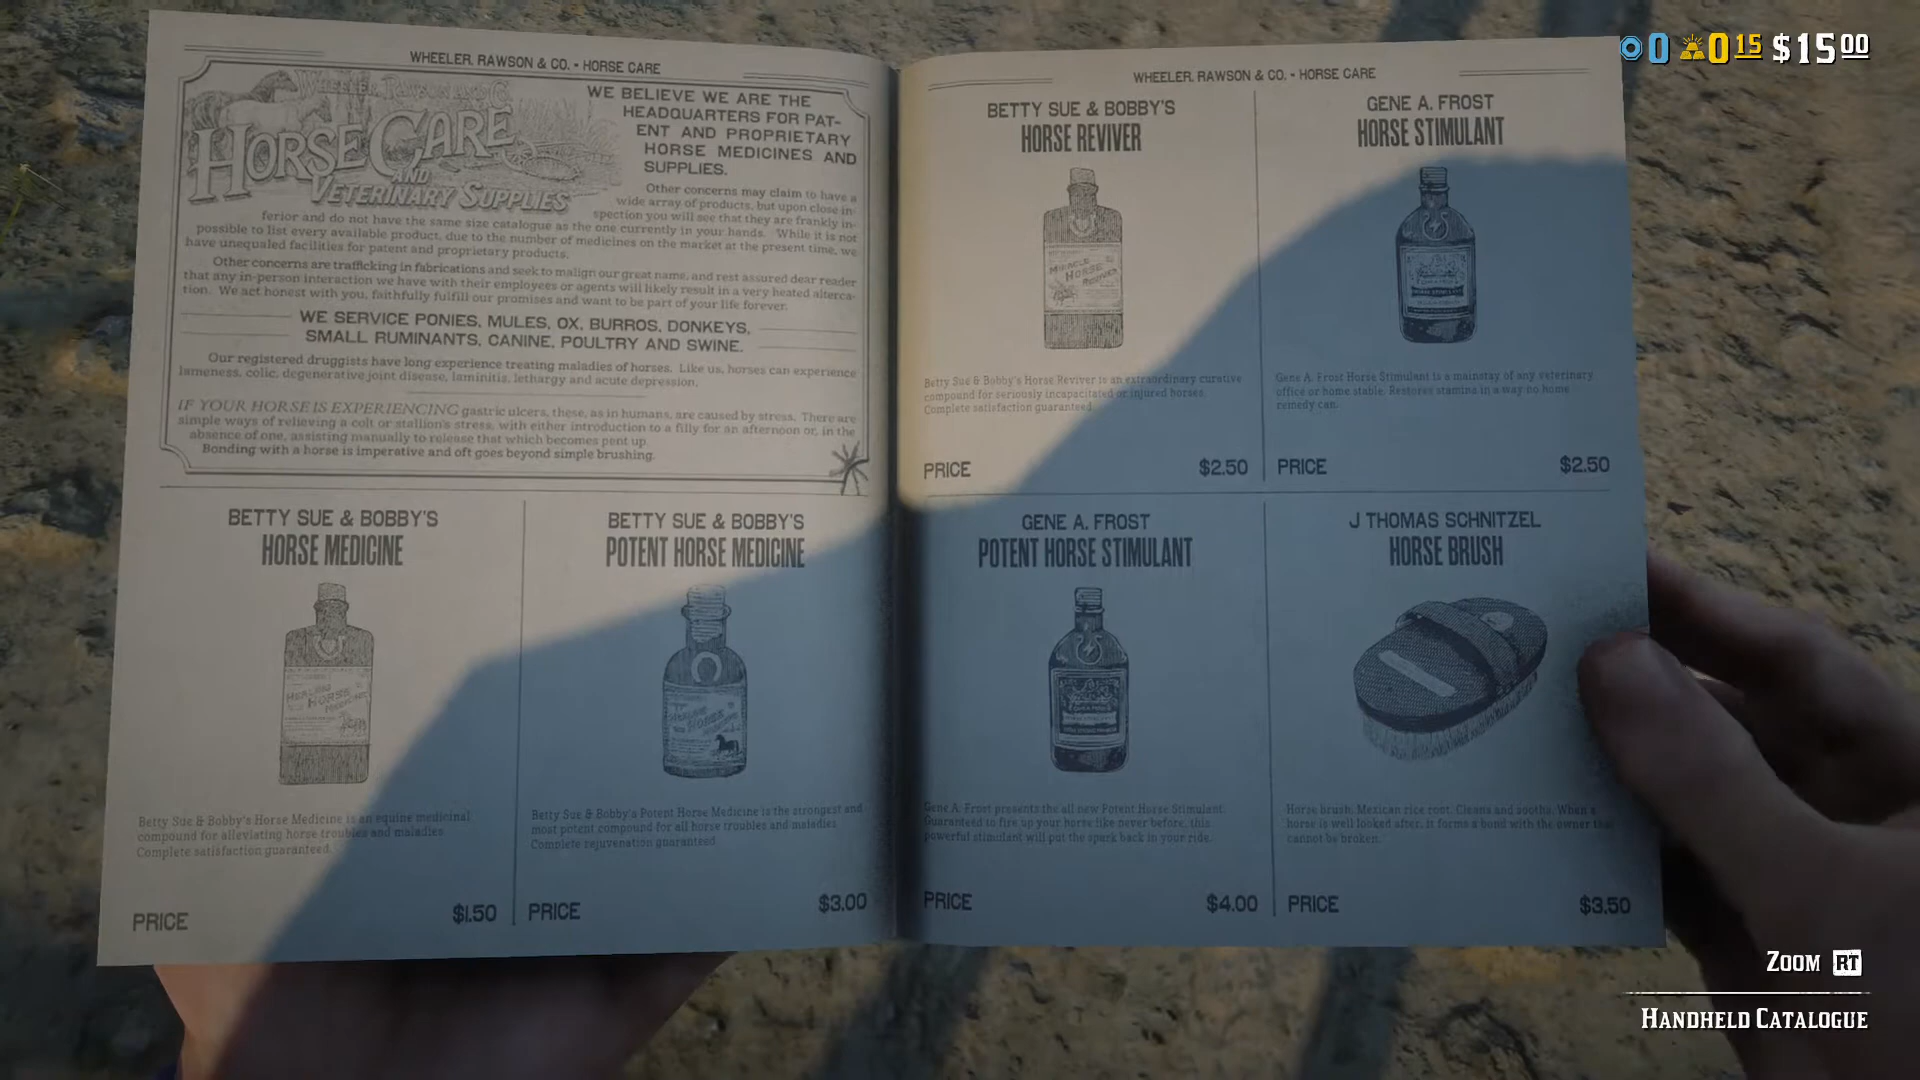 WHEELER, RAWSON & CO. • HORSE CARE
WHEELER, RAWSON AND C
HORSE CARE
AND
VETERINARY SUPPLIES
WE BELIEVE WE ARE THE
HEADQUARTERS FOR PAT-
ENT AND PROPRIETARY
HORSE MEDICINES AND
SUPPLIES.
Other concerns may claim to have a
wide array of products, but upon close in-
spection you will see that they are frankly in-
ferior and do not have the same size catalogue as the one currently in your hands. While it is not
possible to list every available product, due to the number of medicines on the market at the present time, we
have unequaled facilities for patent and proprietary products.
Other concerns are trafficking in fabrications and seek to malign our great name, and rest assured dear reader
that any in-person interaction we have with their employees or agents will likely result in a very heated alterca-
tion. We act honest with you, faithfully fulfill our promises and want to be part of your life forever.
WE SERVICE PONIES, MULES, OX, BURROS, DONKEYS,
SMALL RUMINANTS, CANINE, POULTRY AND SWINE.
Our registered druggists have long experience treating maladies of horses. Like us, horses can experience
lameness, colic, degenerative joint disease, laminitis, lethargy and acute depression.
IF YOUR HORSE IS EXPERIENCING gastric ulcers, these, as in humans, are caused by stress. There are
simple ways of relieving a colt or stallion's stress, with either introduction to a filly for an afternoon or, in the
absence of one, assisting manually to release that which becomes pent up.
Bonding with a horse is imperative and oft goes beyond simple brushing.
BETTY SUE & BOBBY'S
HORSE MEDICINE
HEALING
HORSE
MEDICINE
Betty Sue & Bobby's Horse Medicine is an equine medicinal
compound for alleviating horse troubles and maladies.
Complete satisfaction guaranteed.
PRICE $1.50
BETTY SUE & BOBBY'S
POTENT HORSE MEDICINE
HEALING
HORSE
Betty Sue & Bobby's Potent Horse Medicine is the strongest and
most potent compound for all horse troubles and maladies.
Complete rejuvenation guaranteed.
PRICE $3.00
WHEELER, RAWSON & CO. • HORSE CARE
BETTY SUE & BOBBY'S
HORSE REVIVER
MIRACLE
HORSE
REVIVER
Betty Sue & Bobby's Horse Reviver is an extraordinary curative
compound for seriously incapacitated or injured horses.
Complete satisfaction guaranteed.
PRICE $2.50
GENE A. FROST
HORSE STIMULANT
Gene A. Frost Horse Stimulant is a mainstay of any veterinary
office or home stable. Restores stamina in a way no home
remedy can.
PRICE $2.50
GENE A. FROST
POTENT HORSE STIMULANT
Gene A. Frost presents the all new Potent Horse Stimulant.
Guaranteed to fire up your horse like never before, this
powerful stimulant will put the spark back in your ride.
PRICE $4.00
J THOMAS SCHNITZEL
HORSE BRUSH
Horse brush, Mexican rice root. Cleans and sooths. When a
horse is well looked after, it forms a bond with the owner that
cannot be broken.
PRICE $3.50
0 0 15 $15 00
ZOOM RT
HANDHELD CATALOGUE